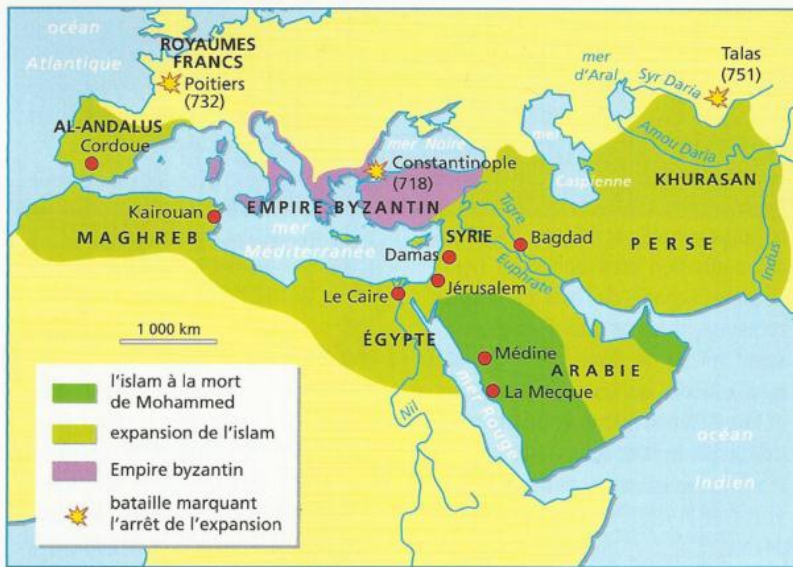 océan
Atlantique
ROYAUMES
FRANCS
Poitiers
(732)
AL-ANDALUS
Cordoue
mer
d'Aral
Syr Daria
Talas
(751)
Amou Daria
mer Noire
mer
Caspienne
Constantinople
(718)
KHURASAN
Kairouan
EMPIRE BYZANTIN
MAGHREB
mer
Méditerranée
SYRIE
Tigre
Bagdad
PERSE
Indus
Damas
Euphrate
Jérusalem
Le Caire
ÉGYPTE
1 000 km
Médine
ARABIE
La Mecque
mer Rouge
Nil
océan
Indien
l'islam à la mort
de Mohammed
expansion de l'islam
Empire byzantin
bataille marquant
l'arrêt de l'expansion